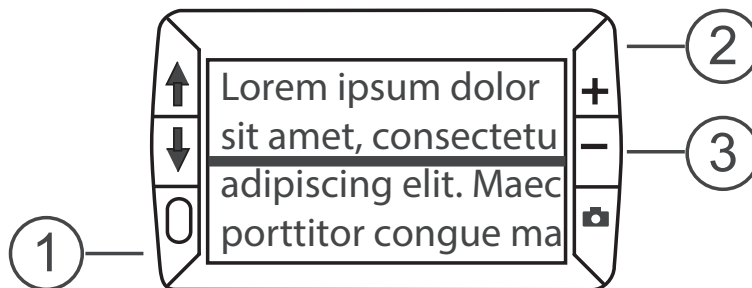 Lorem ipsum dolor
sit amet, consectetu
adipiscing elit. Maec
porttitor congue ma
+
−
1
2
3